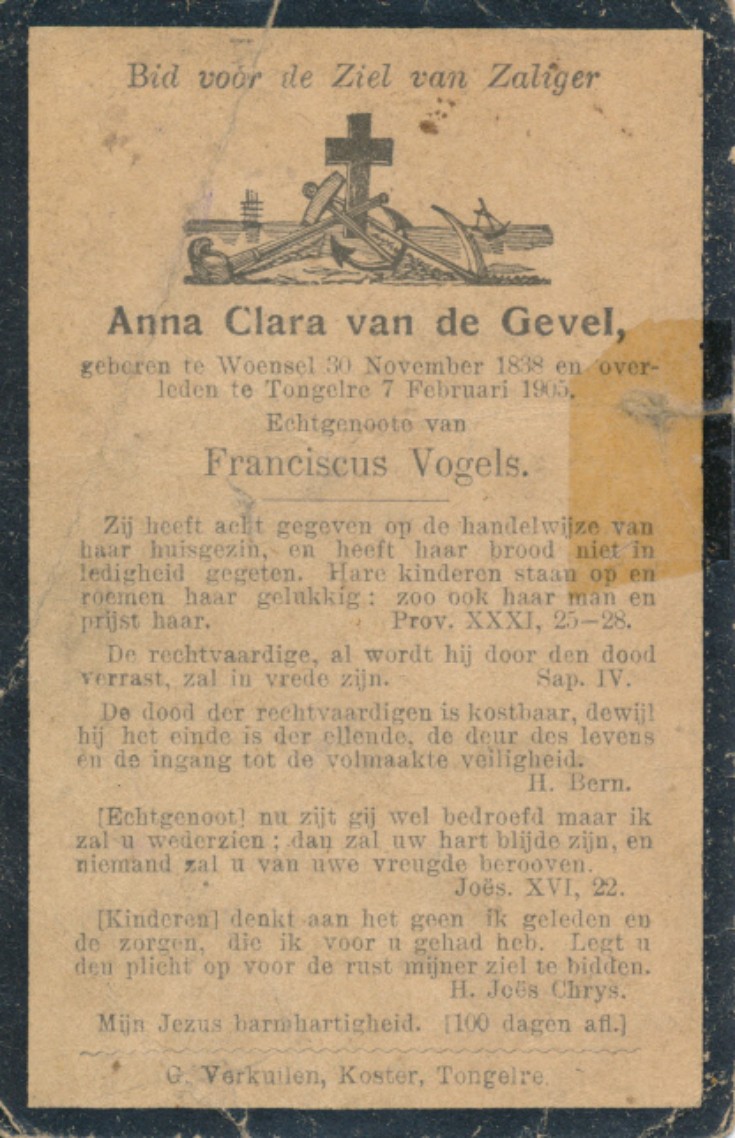 Bid voor de Ziel van Zaliger
Anna Clara van de Gevel,
geboren te Woensel 30 November 1838 en over-
leden te Tongelre 7 Februari 1905.
Echtgenoote van
Franciscus Vogels.
Zij heeft acht gegeven op de handelwijze van
haar huisgezin, en heeft haar brood niet in
ledigheid gegeten. Hare kinderen staan op en
roemen haar gelukkig: zoo ook haar man en
prijst haar. Prov. XXXI, 25—28.
De rechtvaardige, al wordt hij door den dood
verrast, zal in vrede zijn. Sap. IV.
De dood der rechtvaardigen is kostbaar, dewijl
hij het einde is der ellende, de deur des levens
en de ingang tot de volmaakte veiligheid.
H. Bern.
[Echtgenoot] nu zijt gij wel bedroefd maar ik
zal u wederzien; dan zal uw hart blijde zijn, en
niemand zal u van uwe vreugde berooven.
Joës. XVI, 22.
[Kinderen] denkt aan het geen ik geleden en
de zorgen, die ik voor u gehad heb. Legt u
den plicht op voor de rust mijner ziel te bidden.
H. Joës Chrys.
Mijn Jezus barmhartigheid. [100 dagen afl.]
G. Verkuilen, Koster, Tongelre.